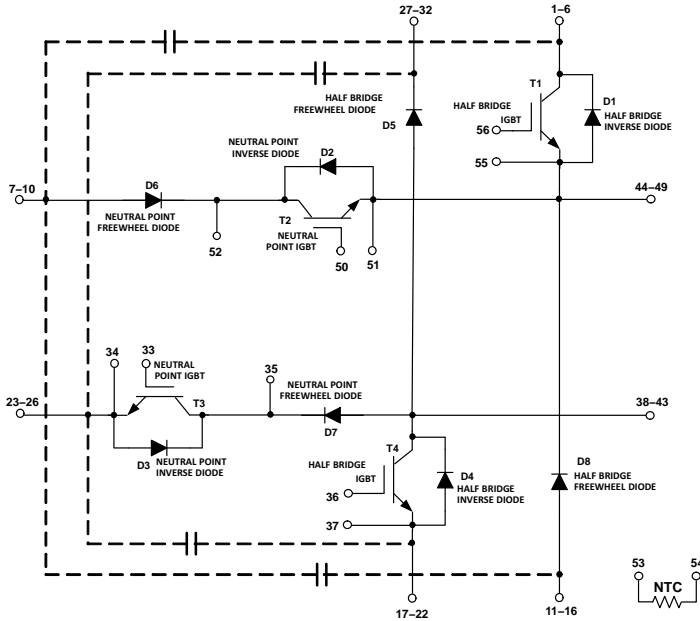 27–32
1–6
T1
D1
HALF BRIDGE
INVERSE DIODE
HALF BRIDGE
IGBT
56
55
HALF BRIDGE
FREEWHEEL DIODE
D5
NEUTRAL POINT
INVERSE DIODE
D2
7–10
D6
NEUTRAL POINT
FREEWHEEL DIODE
52
T2
NEUTRAL
POINT IGBT
50
51
44–49
34
33
NEUTRAL
POINT IGBT
35
NEUTRAL POINT
FREEWHEEL DIODE
23–26
T3
D7
38–43
D3
NEUTRAL POINT
INVERSE DIODE
T4
HALF BRIDGE
IGBT
D4
HALF BRIDGE
INVERSE DIODE
36
37
D8
HALF BRIDGE
FREEWHEEL DIODE
53
54
NTC
17–22
11–16